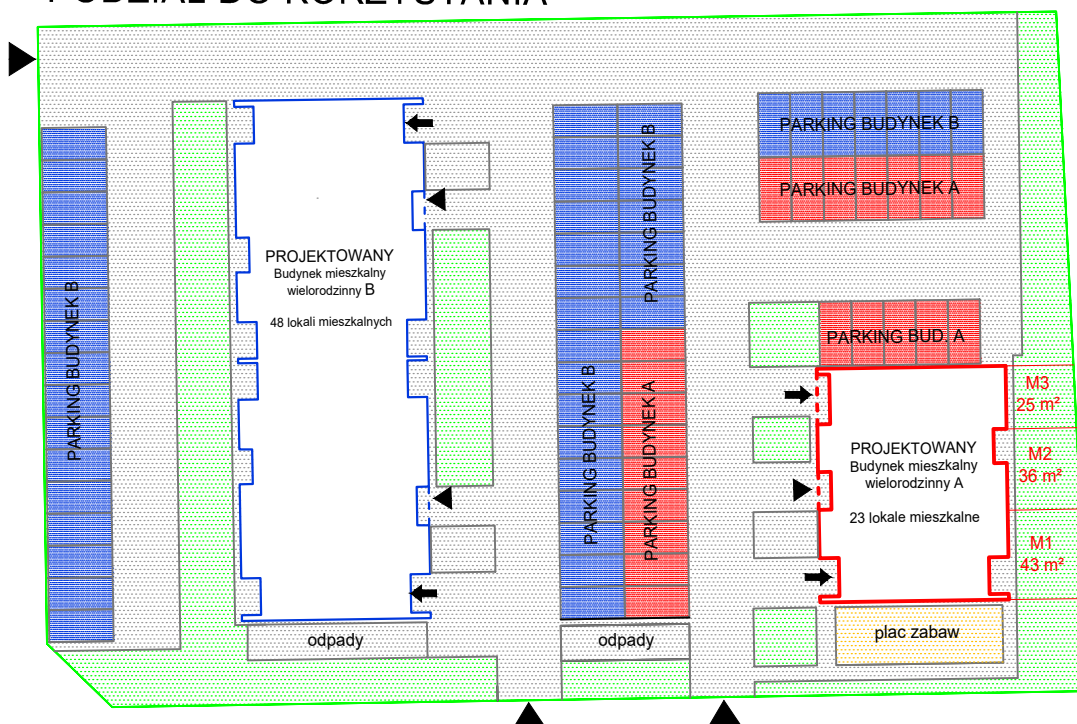 PODZIAŁ DO KORZYSTANIA
PARKING BUDYNEK B
PROJEKTOWANY
Budynek mieszkalny
wielorodzinny B
48 lokali mieszkalnych
PARKING BUDYNEK B
PARKING BUDYNEK B
PARKING BUDYNEK A
PARKING BUDYNEK B
PARKING BUDYNEK A
PARKING BUD. A
PROJEKTOWANY
Budynek mieszkalny
wielorodzinny A
23 lokale mieszkalne
M3
25 m²
M2
36 m²
M1
43 m²
odpady
odpady
plac zabaw